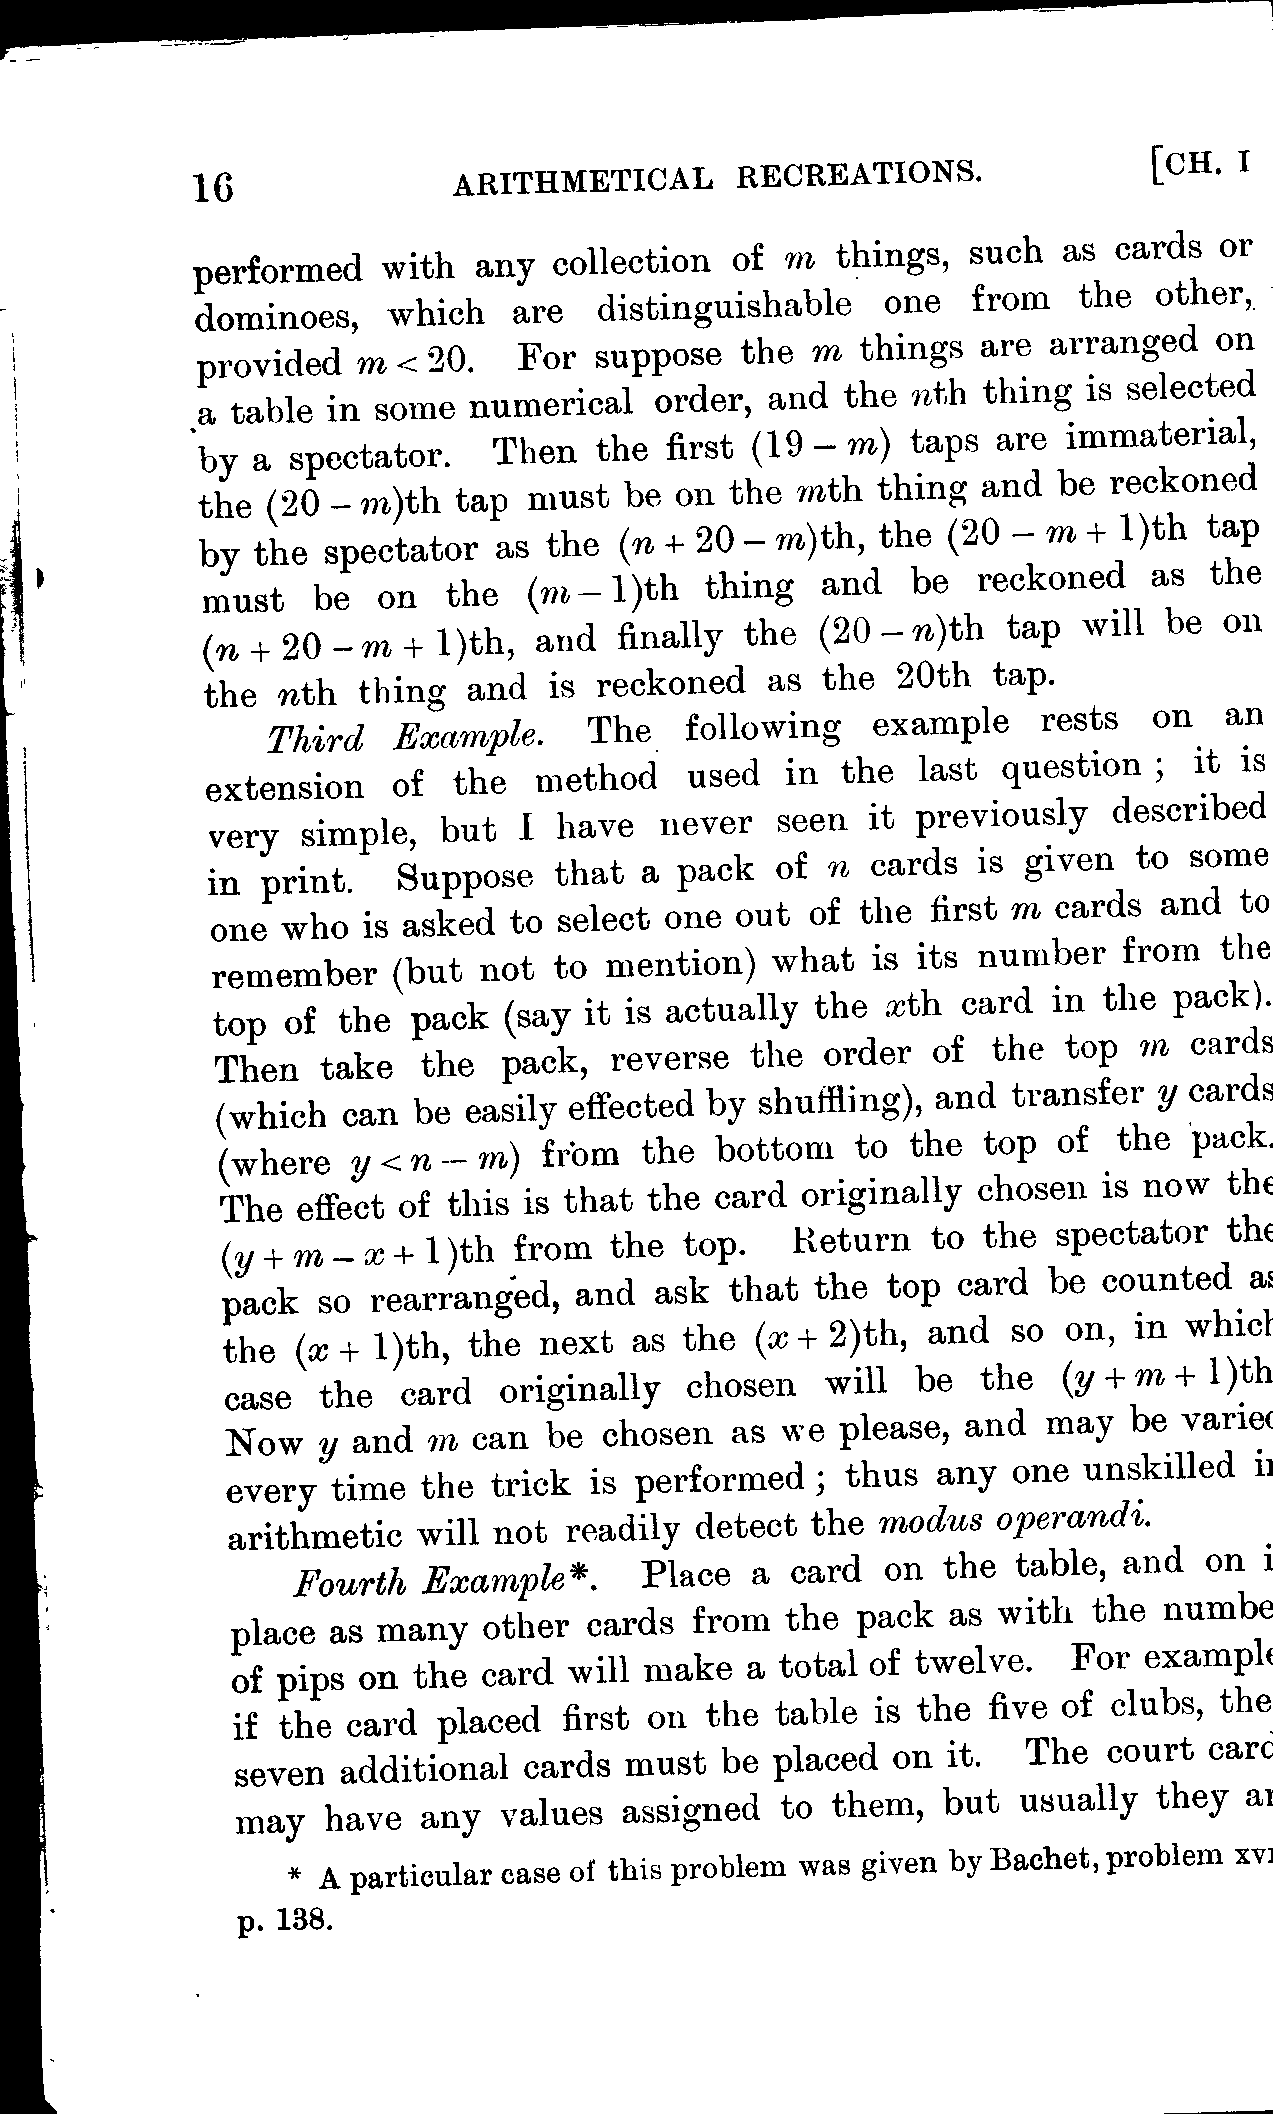 16 ARITHMETICAL RECREATIONS. [CH. I
performed with any collection of m things, such as cards or
dominoes, which are distinguishable one from the other,
provided m < 20. For suppose the m things are arranged on
a table in some numerical order, and the nth thing is selected
by a spectator. Then the first (19 – m) taps are immaterial,
the (20 – m)th tap must be on the mth thing and be reckoned
by the spectator as the (n + 20 – m)th, the (20 – m + 1)th tap
must be on the (m – 1)th thing and be reckoned as the
(n + 20 – m + 1)th, and finally the (20 – n)th tap will be on
the nth thing and is reckoned as the 20th tap.
Third Example. The following example rests on an
extension of the method used in the last question ; it is
very simple, but I have never seen it previously described
in print. Suppose that a pack of n cards is given to some
one who is asked to select one out of the first m cards and to
remember (but not to mention) what is its number from the
top of the pack (say it is actually the xth card in the pack).
Then take the pack, reverse the order of the top m cards
(which can be easily effected by shuffling), and transfer y cards
(where y < n – m) from the bottom to the top of the pack.
The effect of this is that the card originally chosen is now the
(y + m – x + 1)th from the top. Return to the spectator the
pack so rearranged, and ask that the top card be counted as
the (x + 1)th, the next as the (x + 2)th, and so on, in which
case the card originally chosen will be the (y + m + 1)th
Now y and m can be chosen as we please, and may be varied
every time the trick is performed ; thus any one unskilled in
arithmetic will not readily detect the modus operandi.
Fourth Example*. Place a card on the table, and on i
place as many other cards from the pack as with the numbe
of pips on the card will make a total of twelve. For example
if the card placed first on the table is the five of clubs, the
seven additional cards must be placed on it. The court card
may have any values assigned to them, but usually they ar
* A particular case of this problem was given by Bachet, problem xvi
p. 138.